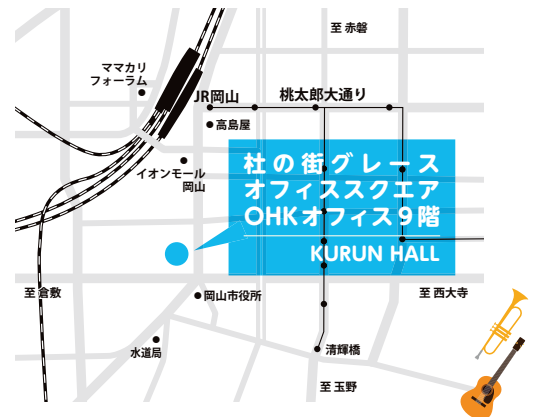 至 赤磐
ママカリ
フォーラム
JR岡山
桃太郎大通り
高島屋
イオンモール
岡山
杜の街グレース
オフィススクエア
OHKオフィス9階
KURUN HALL
至 倉敷
岡山市役所
至 西大寺
水道局
清輝橋
至 玉野